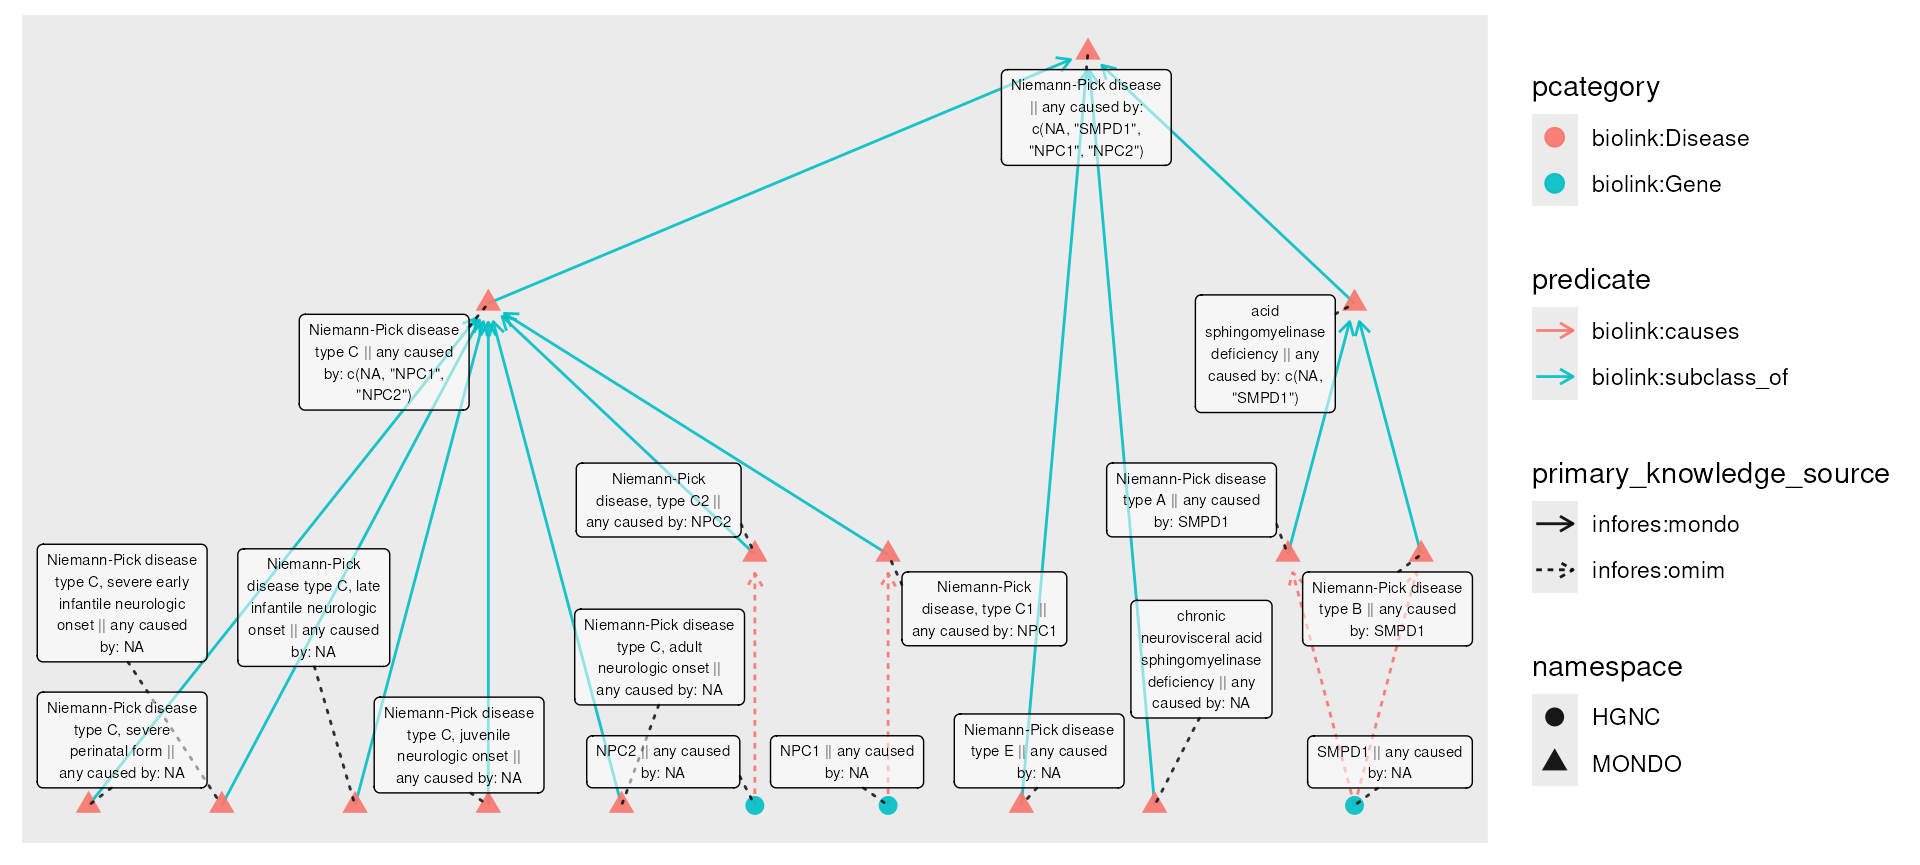 Niemann-Pick disease
|| any caused by:
c(NA, "SMPD1",
"NPC1", "NPC2")
Niemann-Pick disease
type C || any caused
by: c(NA, "NPC1",
"NPC2")
acid
sphingomyelinase
deficiency || any
caused by: c(NA,
"SMPD1")
Niemann-Pick
disease, type C2 ||
any caused by: NPC2
Niemann-Pick disease
type A || any caused
by: SMPD1
Niemann-Pick disease
type C, severe early
infantile neurologic
onset || any caused
by: NA
Niemann-Pick
disease type C, late
infantile neurologic
onset || any caused
by: NA
Niemann-Pick
disease, type C1 ||
any caused by: NPC1
Niemann-Pick disease
type B || any caused
by: SMPD1
Niemann-Pick disease
type C, adult
neurologic onset ||
any caused by: NA
chronic
neurovisceral acid
sphingomyelinase
deficiency || any
caused by: NA
Niemann-Pick disease
type C, severe
perinatal form ||
any caused by: NA
Niemann-Pick disease
type C, juvenile
neurologic onset ||
any caused by: NA
NPC2 || any caused
by: NA
NPC1 || any caused
by: NA
Niemann-Pick disease
type E || any caused
by: NA
SMPD1 || any caused
by: NA
pcategory
biolink:Disease
biolink:Gene
predicate
biolink:causes
biolink:subclass_of
primary_knowledge_source
infores:mondo
infores:omim
namespace
HGNC
MONDO